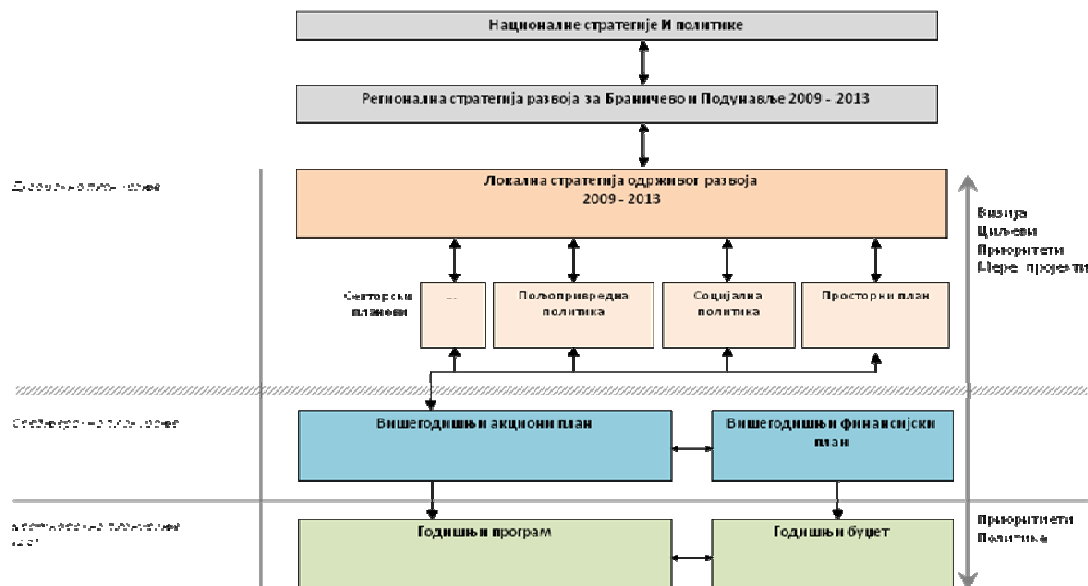 Националне стратегије И политике
Регионална стратегија развоја за Браничево и Подунавље 2009 - 2013
Локална стратегија одрживог развоја
2009 - 2013
Визија
Циљеви
Приоритети
Мере, пројекти
Секторски
планови
...
Пољопривредна
политика
Социјална
политика
Просторни план
Вишегодишњи акциони план
Вишегодишњи финансијски
план
Годишњи програм
Годишњи буџет
Приоритиети
Политика